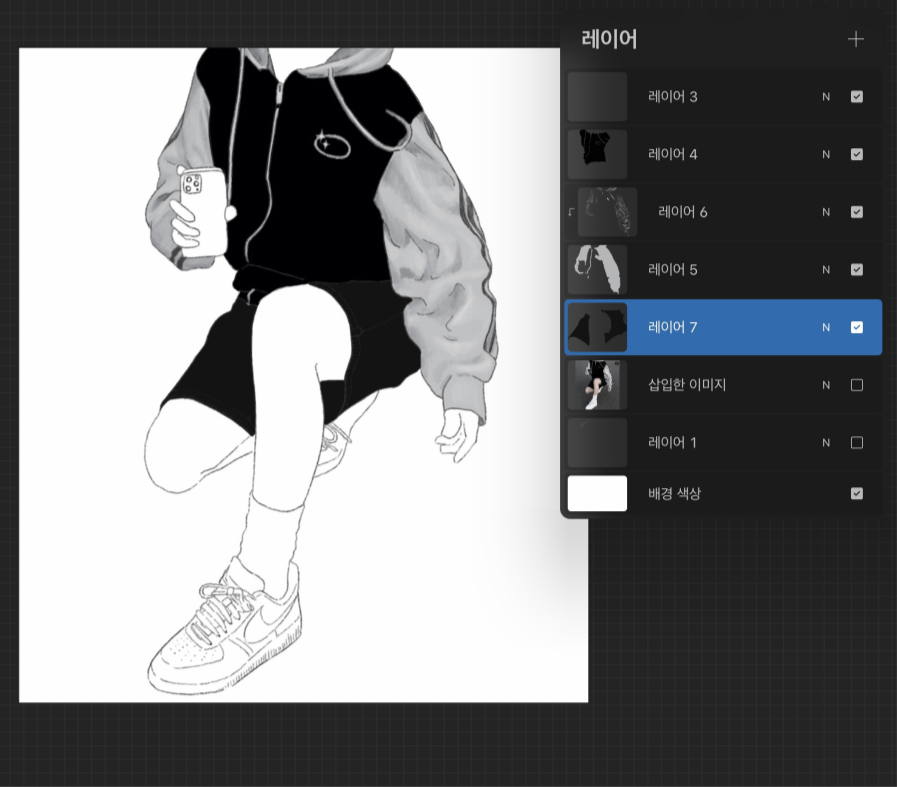 레이어
레이어 3 N
레이어 4 N
레이어 6 N
레이어 5 N
레이어 7 N
삽입한 이미지 N
레이어 1 N
배경 색상